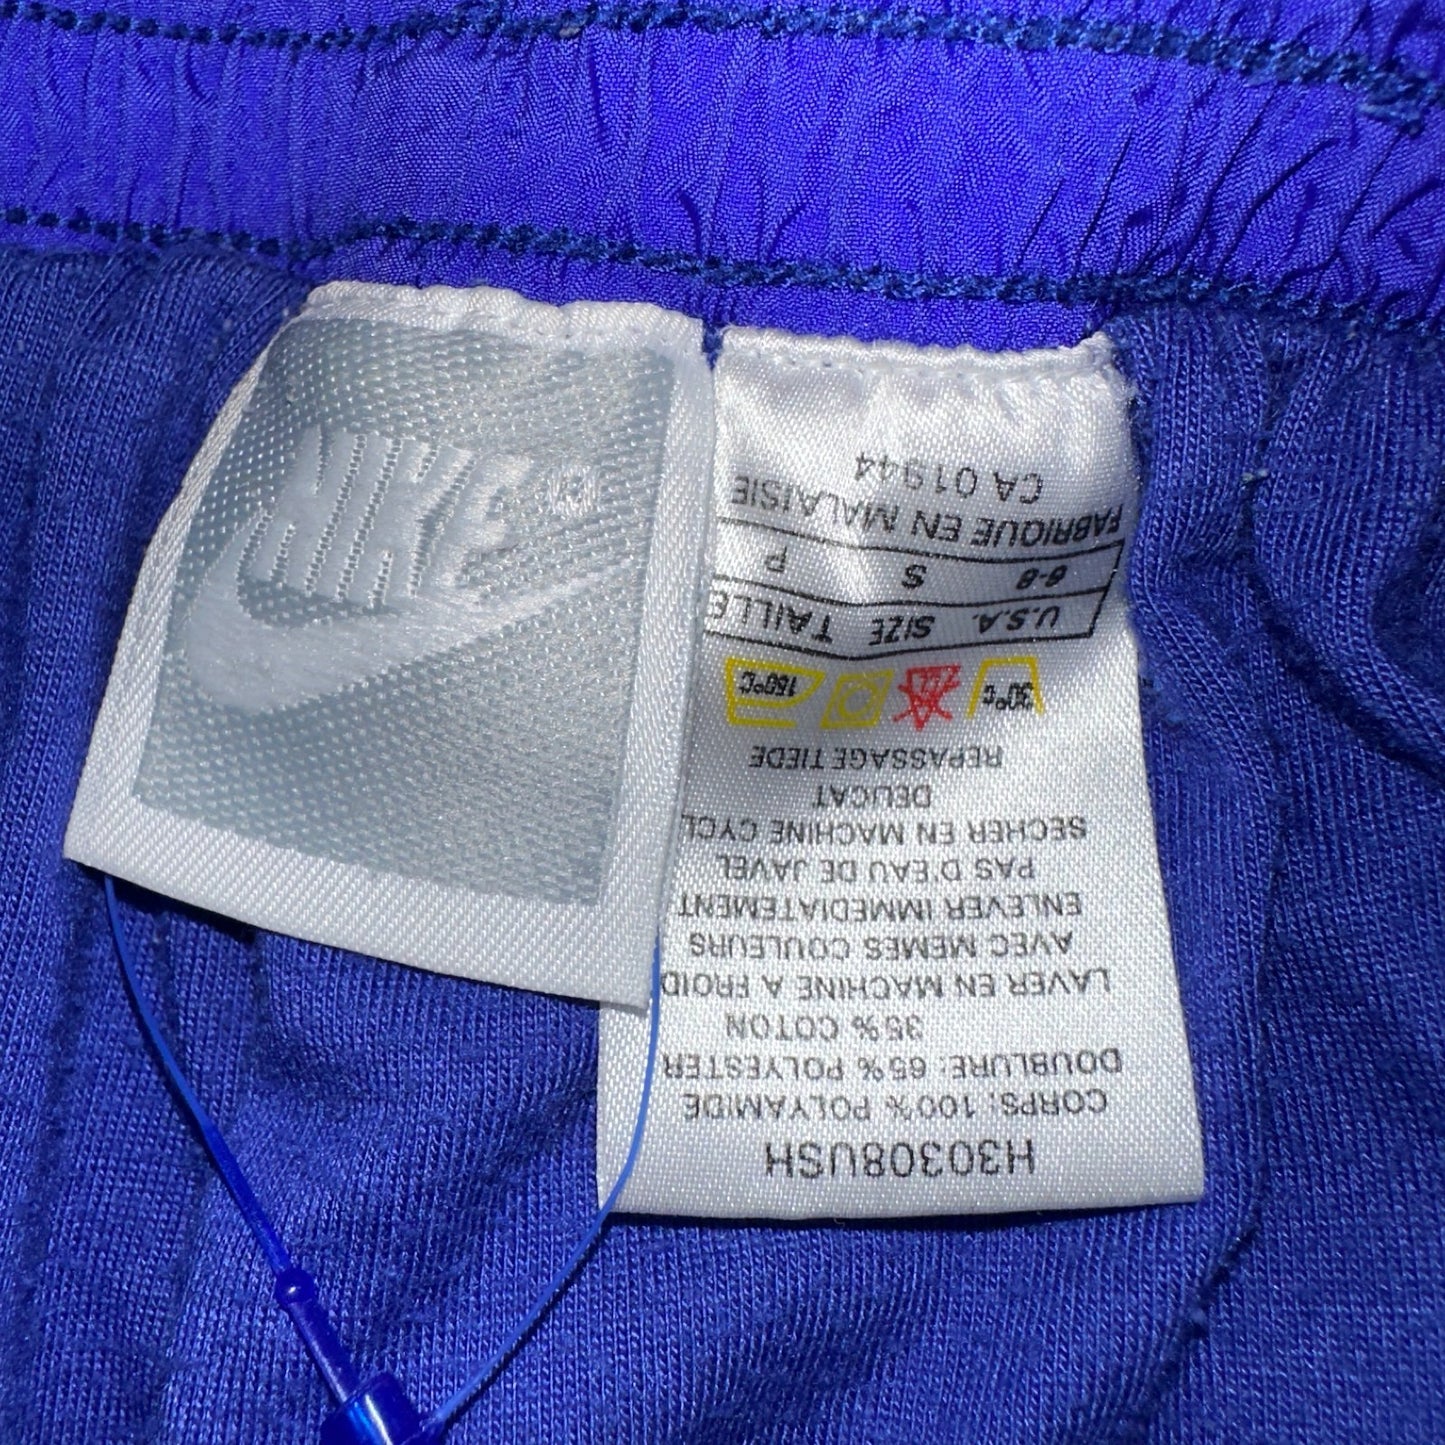 NIKE®
H30308USH
CORPS: 100% POLYAMIDE
DOUBLURE: 65% POLYESTER
35% COTON
LAVER EN MACHINE A FROID
AVEC MEMES COULEURS
ENLEVER IMMEDIATEMENT
PAS D'EAU DE JAVEL
SECHER EN MACHINE CYCL
DELICAT
REPASSAGE TIEDE
30°C 160°C
U.S.A. SIZE TAILLE
6-8 S P
FABRIQUE EN MALAISIE
CA 01944